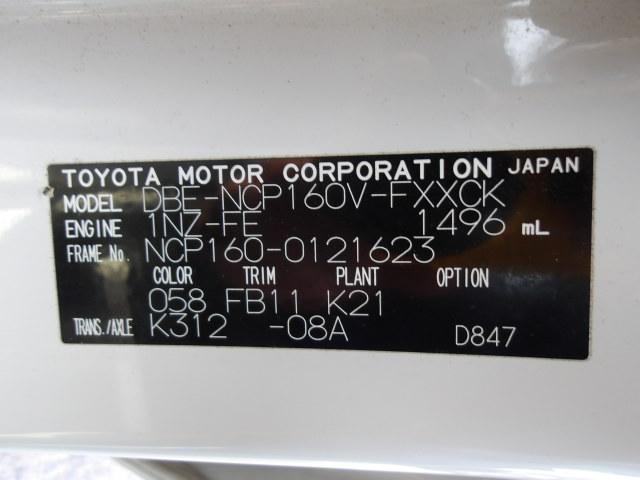 TOYOTA MOTOR CORPORATION JAPAN
MODEL DBE-NCP160V-FXXCK
ENGINE 1NZ-FE 1496 mL
FRAME No. NCP160-0121623
COLOR TRIM PLANT OPTION
058 FB11 K21
TRANS./AXLE K312 -08A D847